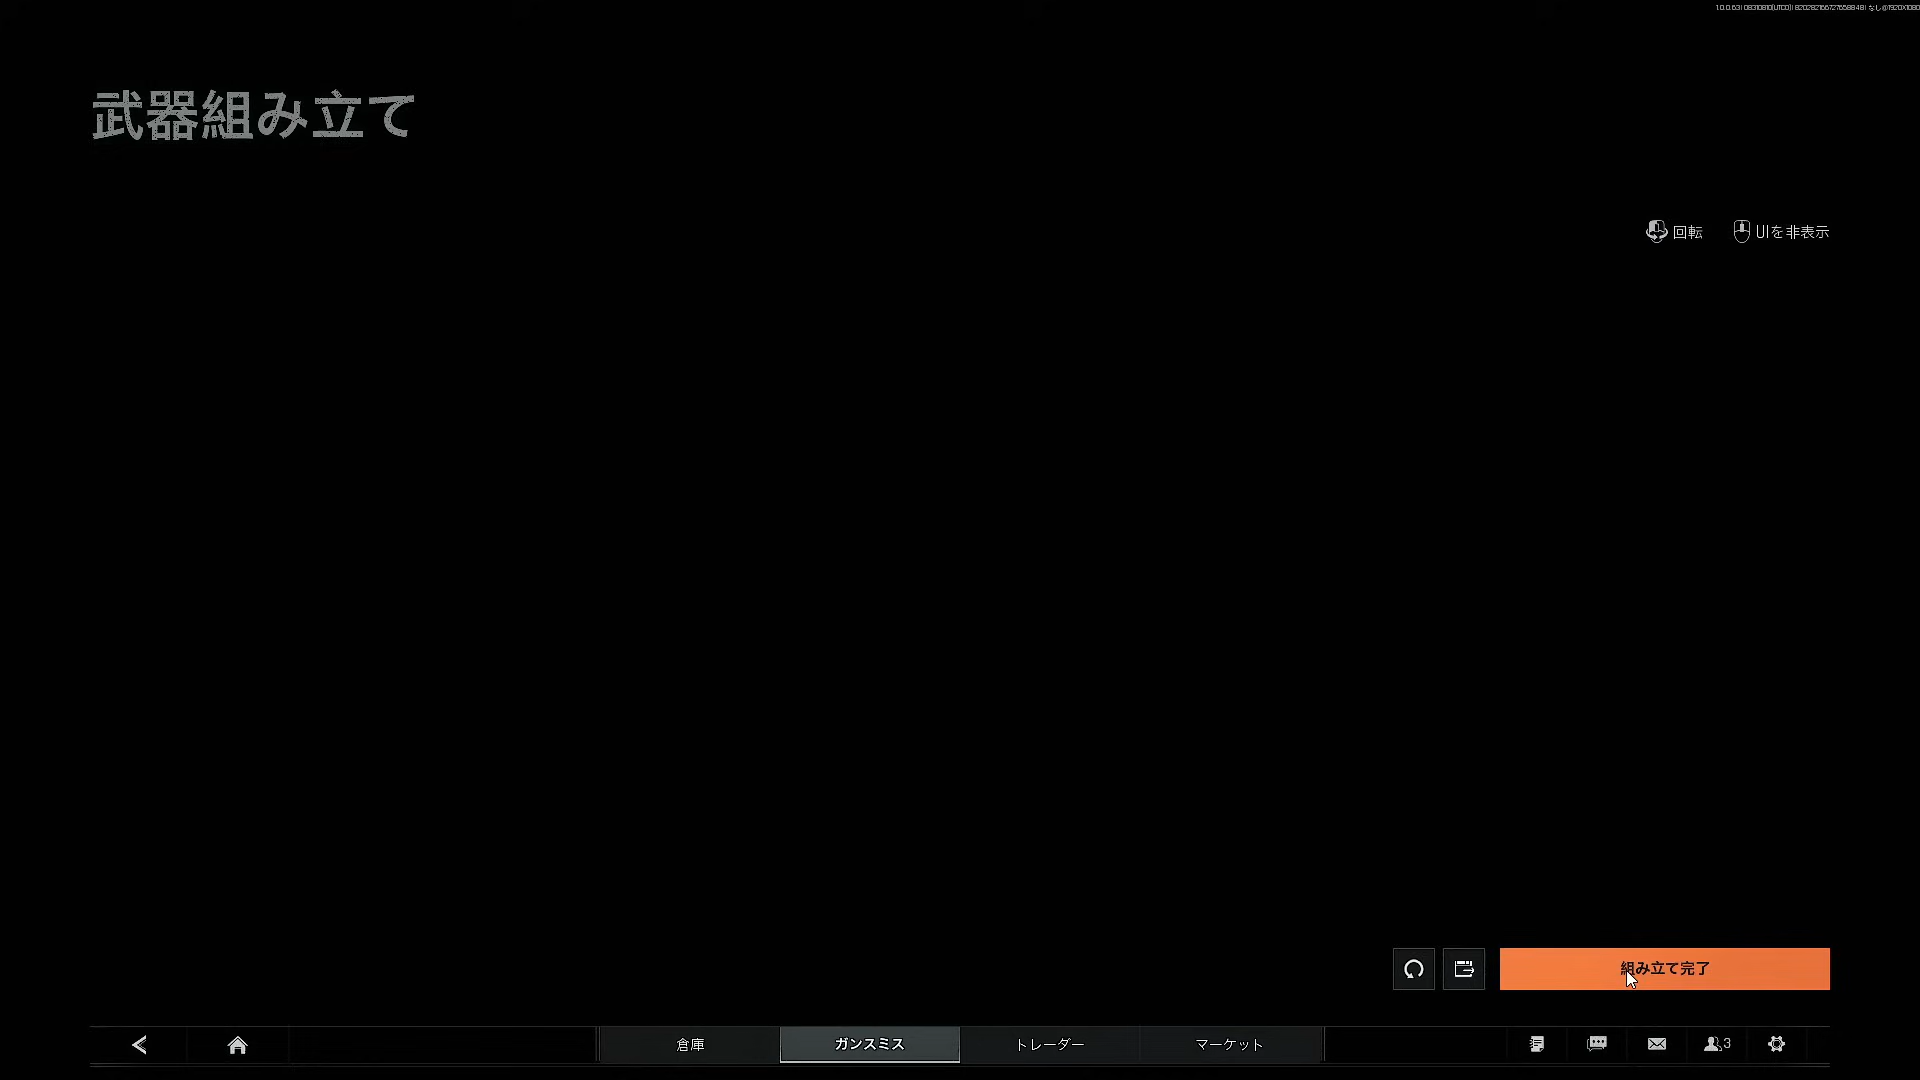 武器組み立て
回転
UIを非表示
組み立て完了
倉庫
ガンスミス
トレーダー
マーケット
3